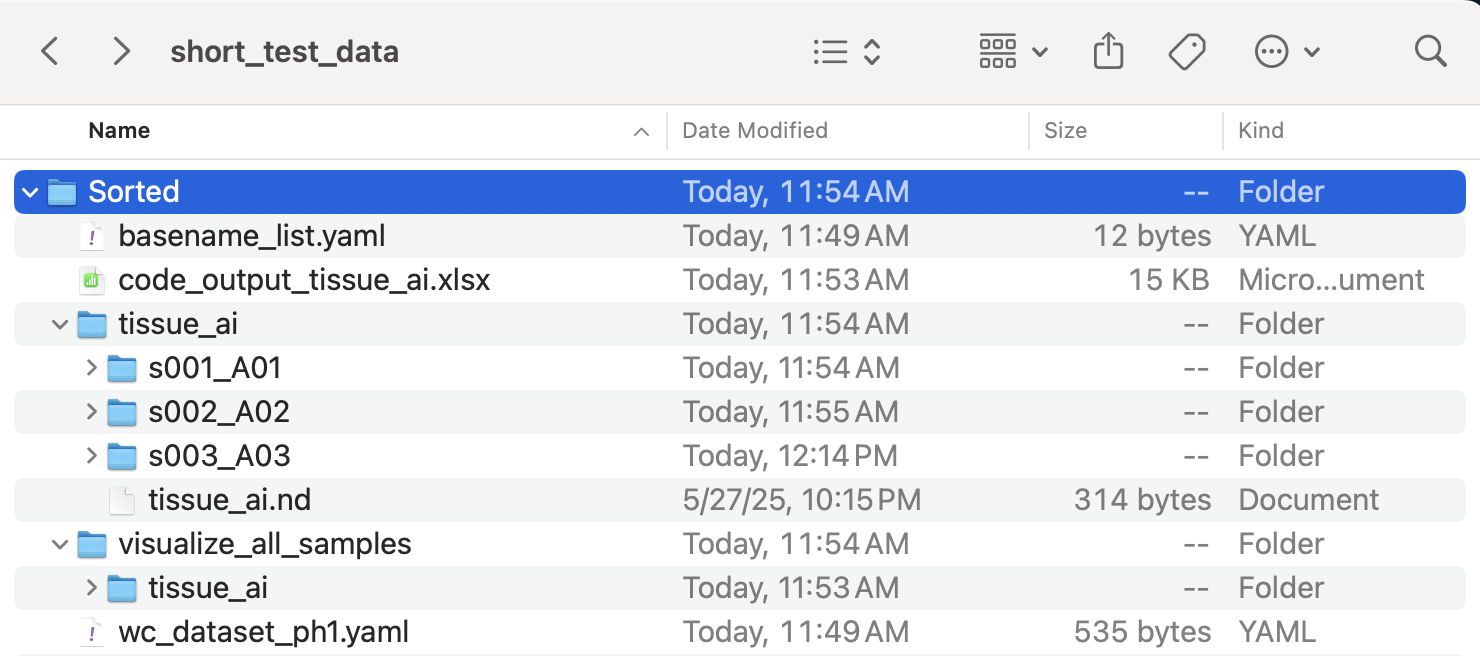 short_test_data
Name Date Modified Size Kind
Sorted Today, 11:54 AM -- Folder
basename_list.yaml Today, 11:49 AM 12 bytes YAML
code_output_tissue_ai.xlsx Today, 11:53 AM 15 KB Micro...ument
tissue_ai Today, 11:54 AM -- Folder
s001_A01 Today, 11:54 AM -- Folder
s002_A02 Today, 11:55 AM -- Folder
s003_A03 Today, 12:14 PM -- Folder
tissue_ai.nd 5/27/25, 10:15 PM 314 bytes Document
visualize_all_samples Today, 11:54 AM -- Folder
tissue_ai Today, 11:53 AM -- Folder
wc_dataset_ph1.yaml Today, 11:49 AM 535 bytes YAML